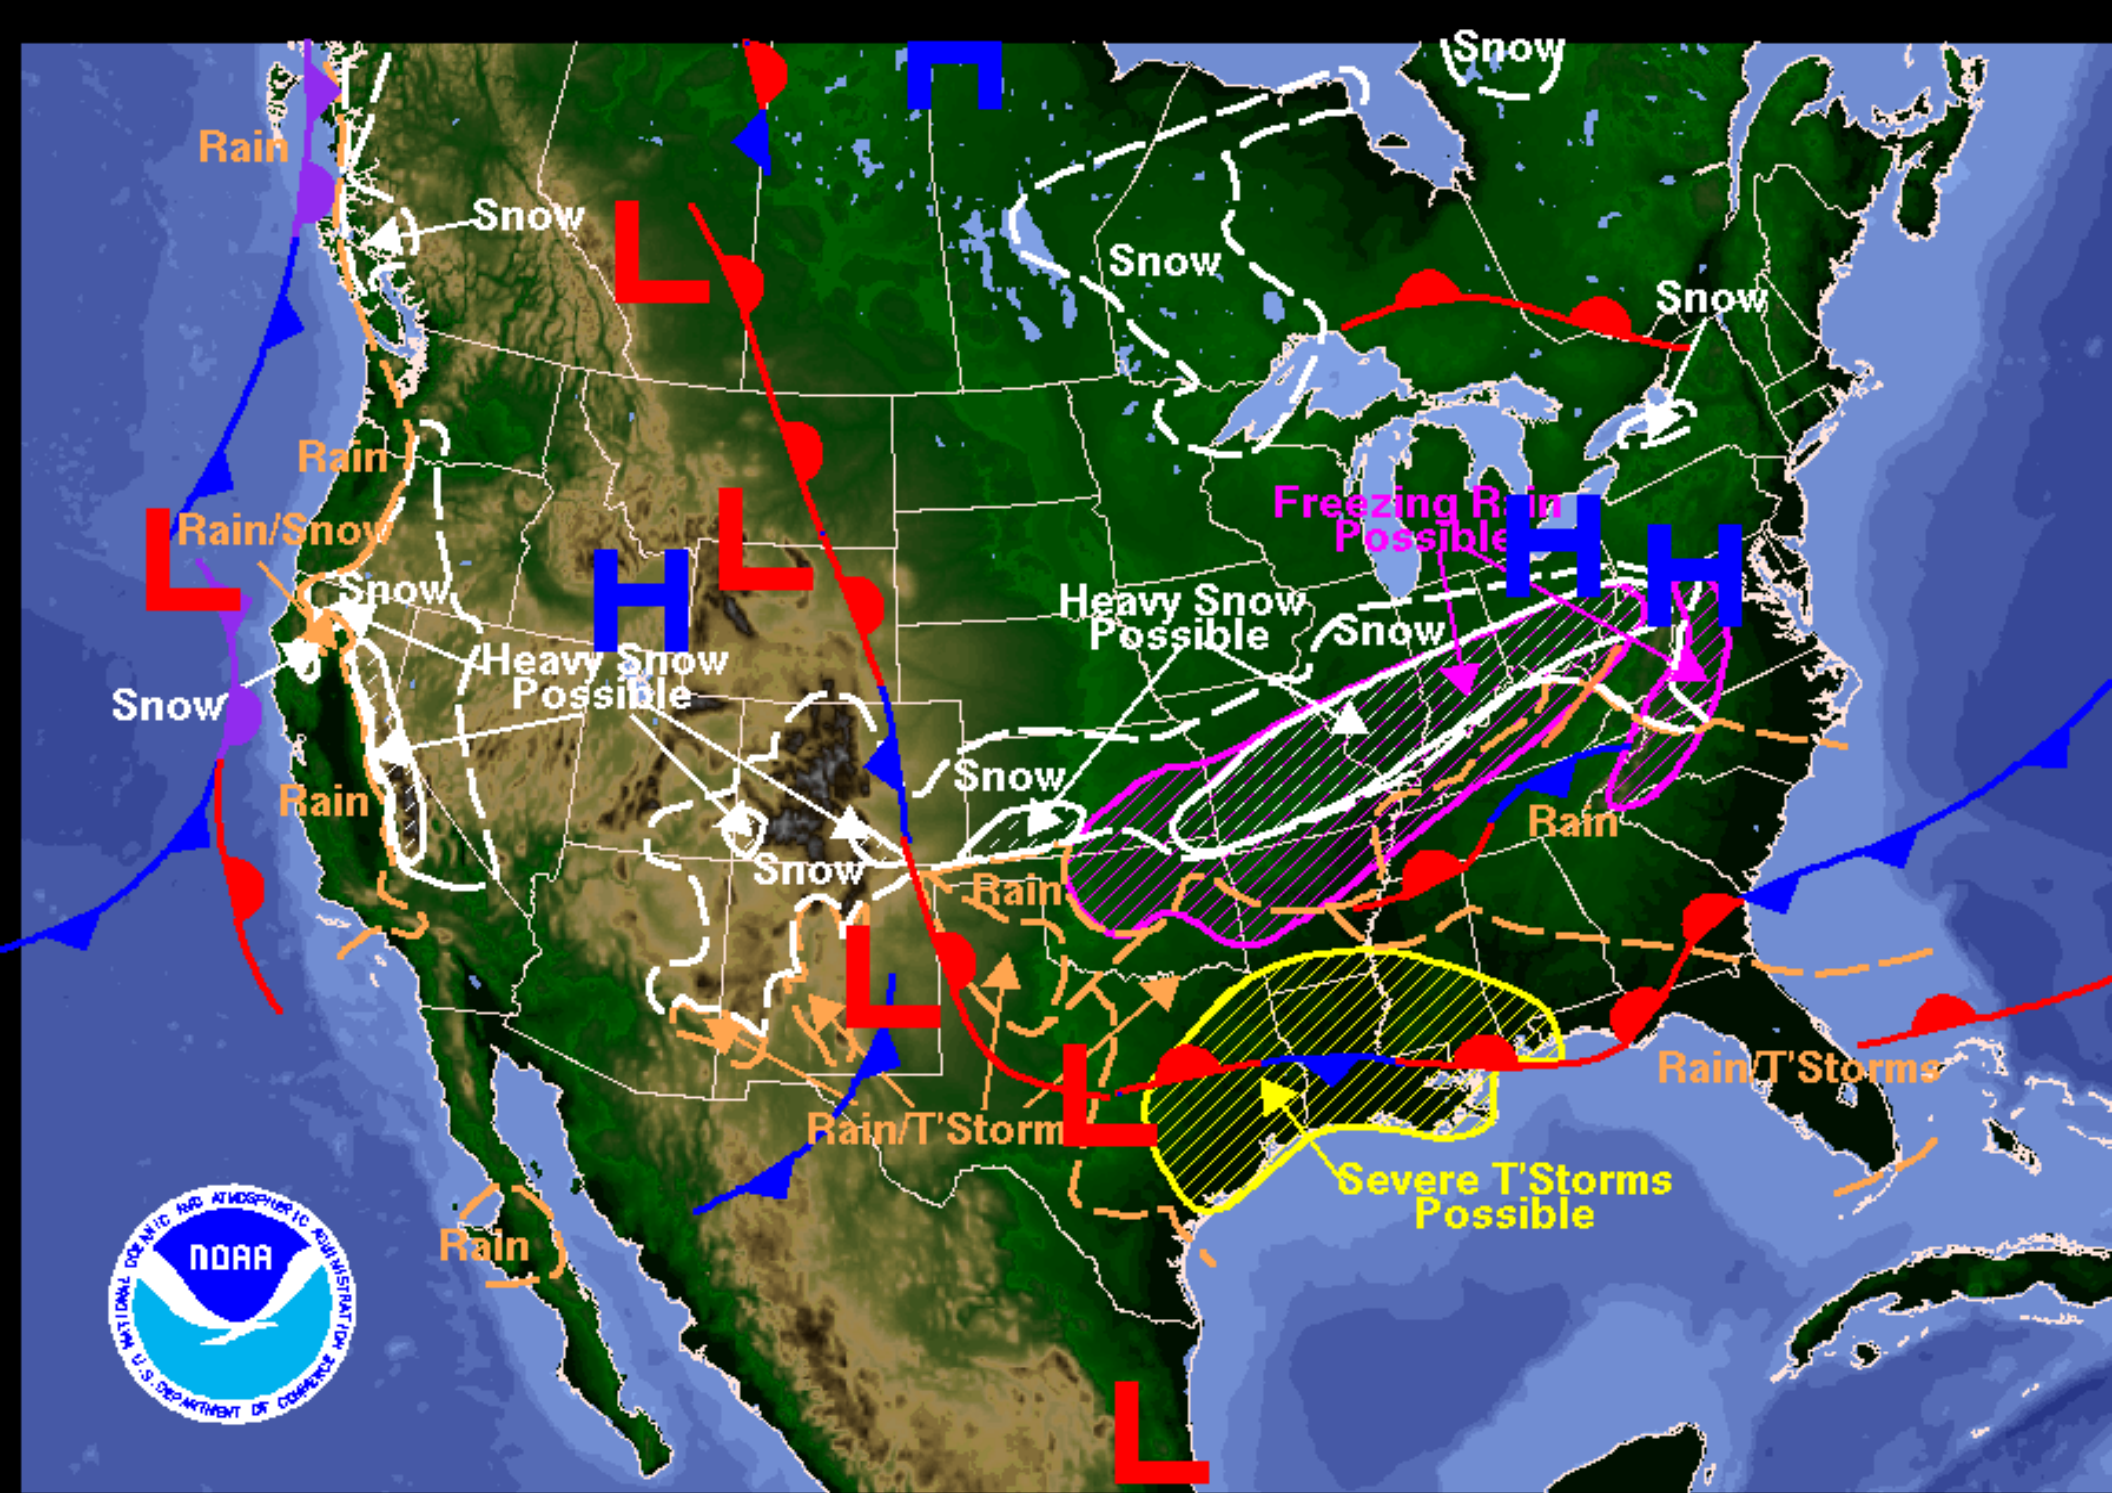 Snow
Rain
Snow
Snow
Snow
Rain
Freezing Rain
Possible
Rain/Snow
Snow
Heavy Snow
Possible
Snow
Heavy Snow
Possible
Snow
Snow
Rain
Rain
Snow
Rain
Rain/T'Storms
Rain/T'Storm
Severe T'Storms
Possible
Rain
NOAA
NATIONAL OCEANIC AND ATMOSPHERIC ADMINISTRATION
U.S. DEPARTMENT OF COMMERCE
L
L
L
L
L
L
H
H
H